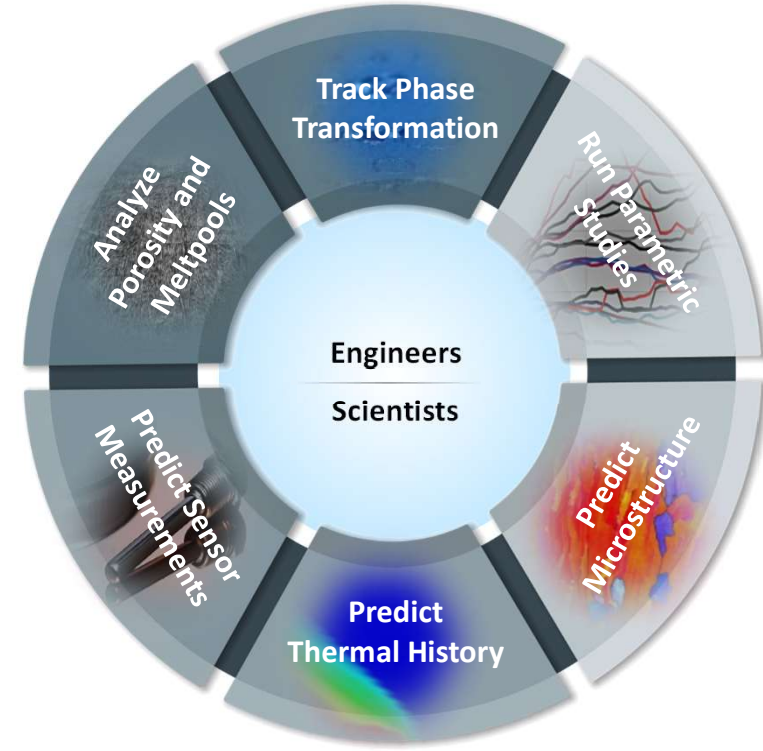 Track Phase
Transformation
Run Parametric
Studies
Predict
Microstructure
Predict
Thermal History
Predict Sensor
Measurements
Analyze
Porosity and
Meltpools
Engineers
Scientists